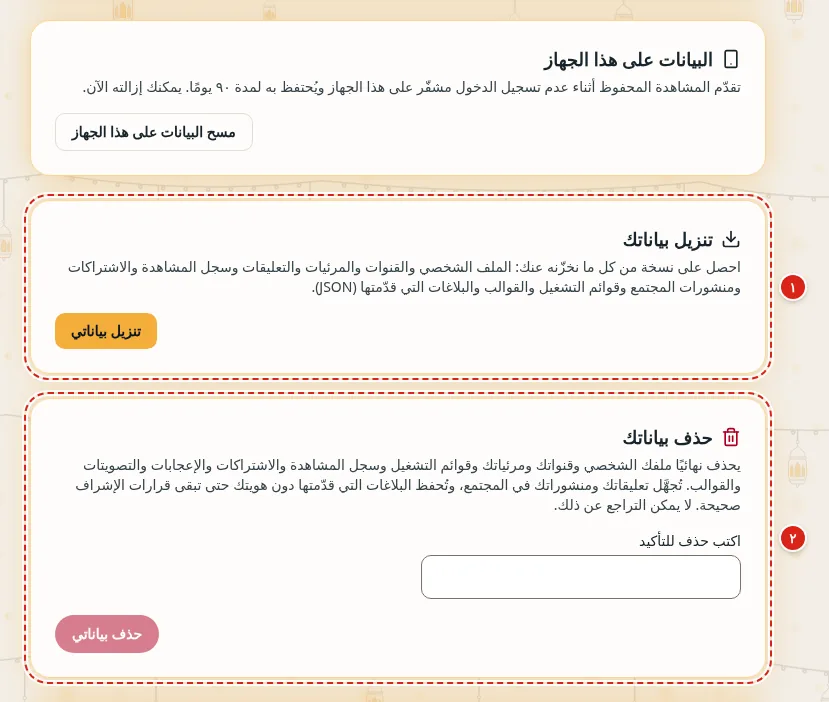 البيانات على هذا الجهاز
تقدّم المشاهدة المحفوظ أثناء عدم تسجيل الدخول مشفّر على هذا الجهاز ويُحتفظ به لمدة ٩٠ يومًا. يمكنك إزالته الآن.
مسح البيانات على هذا الجهاز
تنزيل بياناتك
احصل على نسخة من كل ما نخزّنه عنك: الملف الشخصي والقنوات والمرئيات والتعليقات وسجل المشاهدة والاشتراكات
ومنشورات المجتمع وقوائم التشغيل والقوالب والبلاغات التي قدّمتها (JSON).
١
تنزيل بياناتي
حذف بياناتك
يحذف نهائيًا ملفك الشخصي وقنواتك ومرئياتك وقوائم التشغيل وسجل المشاهدة والاشتراكات والإعجابات والتصويتات
والقوالب. تُجهَّل تعليقاتك ومنشوراتك في المجتمع، وتُحفظ البلاغات التي قدّمتها دون هويتك حتى تبقى قرارات الإشراف
صحيحة. لا يمكن التراجع عن ذلك.
٢
اكتب حذف للتأكيد
حذف بياناتي